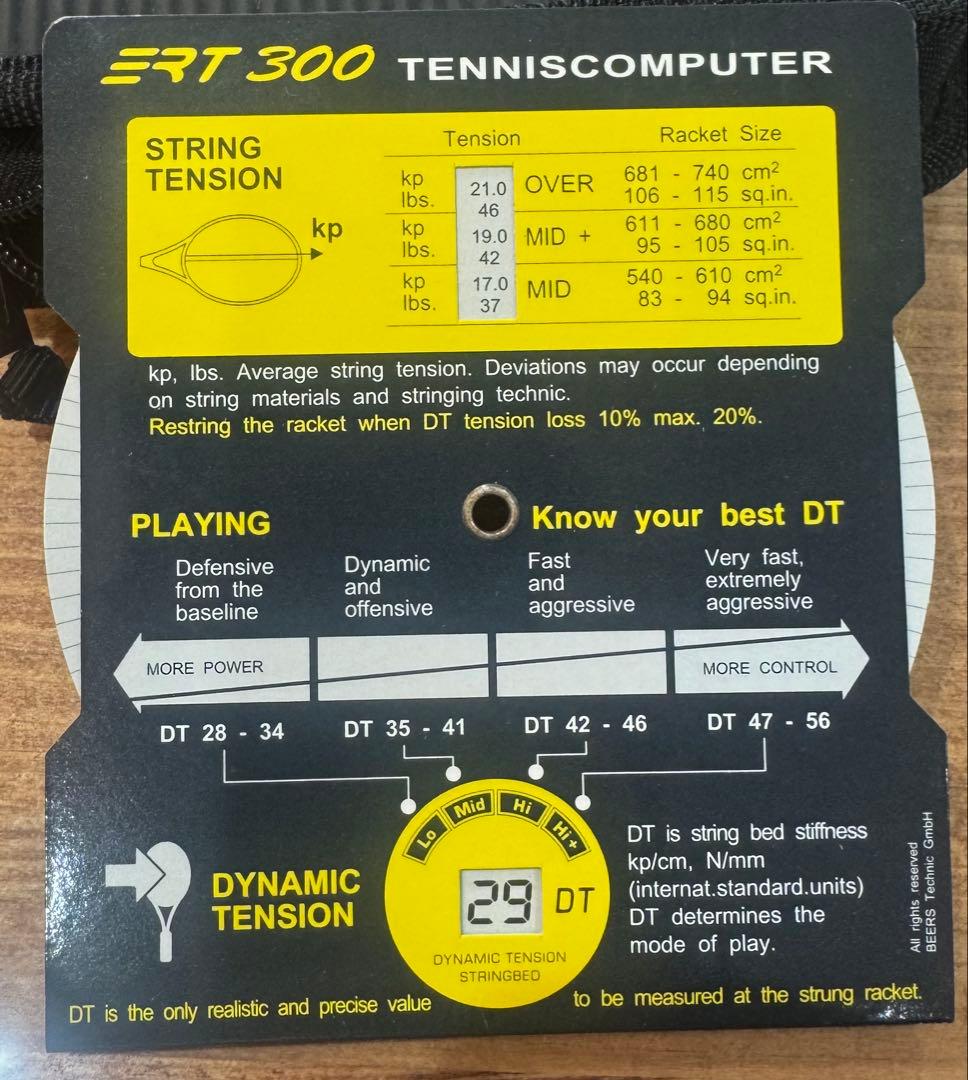 ERT 300 TENNISCOMPUTER
STRING
TENSION
kp
Tension Racket Size
kp 21.0 OVER 681 - 740 cm²
lbs. 46 106 - 115 sq.in.
kp 19.0 MID + 611 - 680 cm²
lbs. 42 95 - 105 sq.in.
kp 17.0 MID 540 - 610 cm²
lbs. 37 83 - 94 sq.in.
kp, lbs. Average string tension. Deviations may occur depending
on string materials and stringing technic.
Restring the racket when DT tension loss 10% max. 20%.
PLAYING
Know your best DT
Defensive
from the
baseline
Dynamic
and
offensive
Fast
and
aggressive
Very fast,
extremely
aggressive
MORE POWER
MORE CONTROL
DT 28 - 34 DT 35 - 41 DT 42 - 46 DT 47 - 56
Lo Mid Hi Hi+
DYNAMIC
TENSION
29 DT
DYNAMIC TENSION
STRINGBED
DT is string bed stiffness
kp/cm, N/mm
(internat.standard.units)
DT determines the
mode of play.
All rights reserved
BEERS Technic GmbH
DT is the only realistic and precise value to be measured at the strung racket.